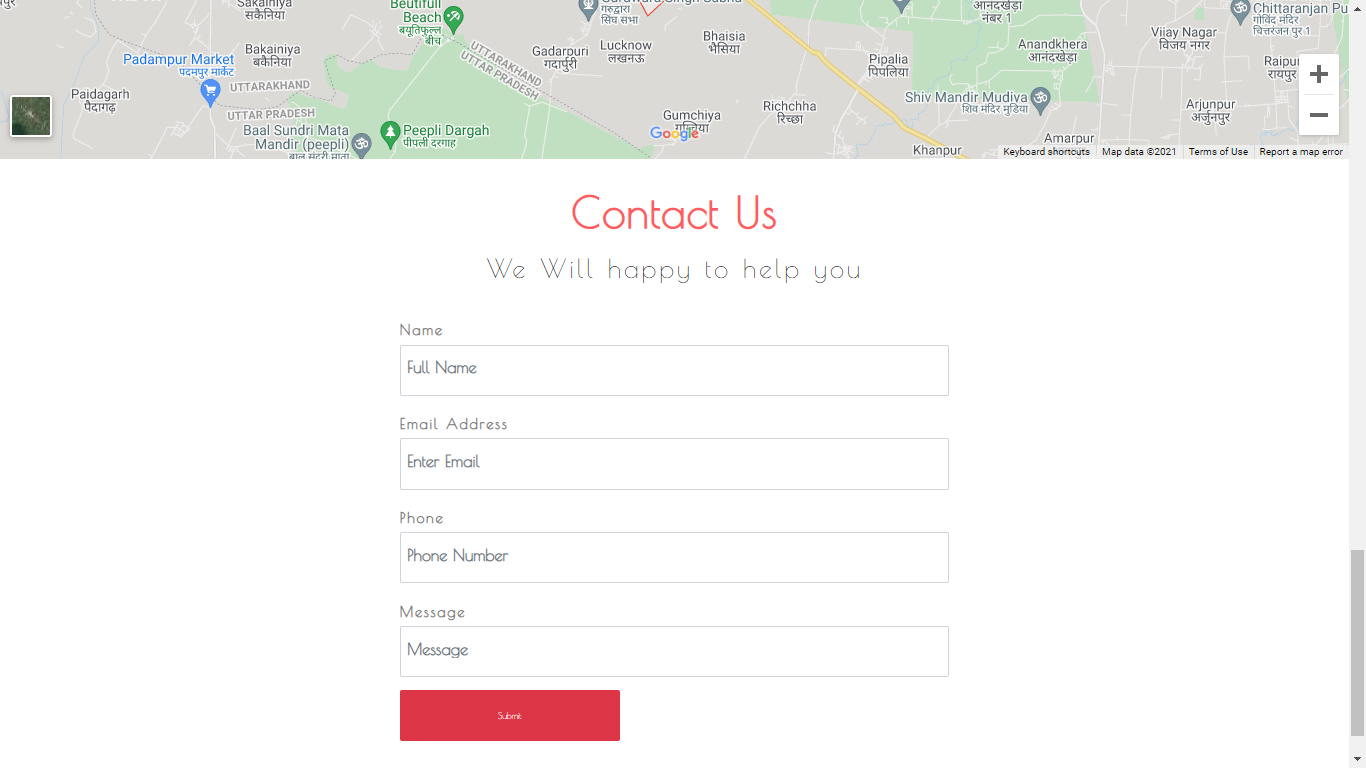 सकैनिया
Sakainiya
Beutifull
Beach
बयूतिफुल्ल
बीच
गुरुद्वारा
सिंघ सभा
आनंदखेड़ा
नंबर 1
Chittaranjan Pu
गोविंद मंदिर
चित्तरंजन पुर 1
Bakainiya
बकैनिया
Padampur Market
पदमपुर मार्केट
UTTARAKHAND
UTTAR PRADESH
Gadarpuri
गदार्पुरी
Lucknow
लखनऊ
Bhaisia
भैसिया
Pipalia
पिपलिया
Anandkhera
आनंदखेड़ा
Vijay Nagar
विजय नगर
Raipu
रायपुर
Paidagarh
पैदागढ़
UTTARAKHAND
UTTAR PRADESH
Baal Sundri Mata
Mandir (peepli)
Peepli Dargah
पीपली दरगाह
Gumchiya
Google
Richchha
रिच्छा
Shiv Mandir Mudiya
शिव मंदिर मुडिया
Arjunpur
अर्जुनपुर
Amarpur
Khanpur
Keyboard shortcuts
Map data ©2021
Terms of Use
Report a map error
Contact Us
We Will happy to help you
Name
Full Name
Email Address
Enter Email
Phone
Phone Number
Message
Message
Submit